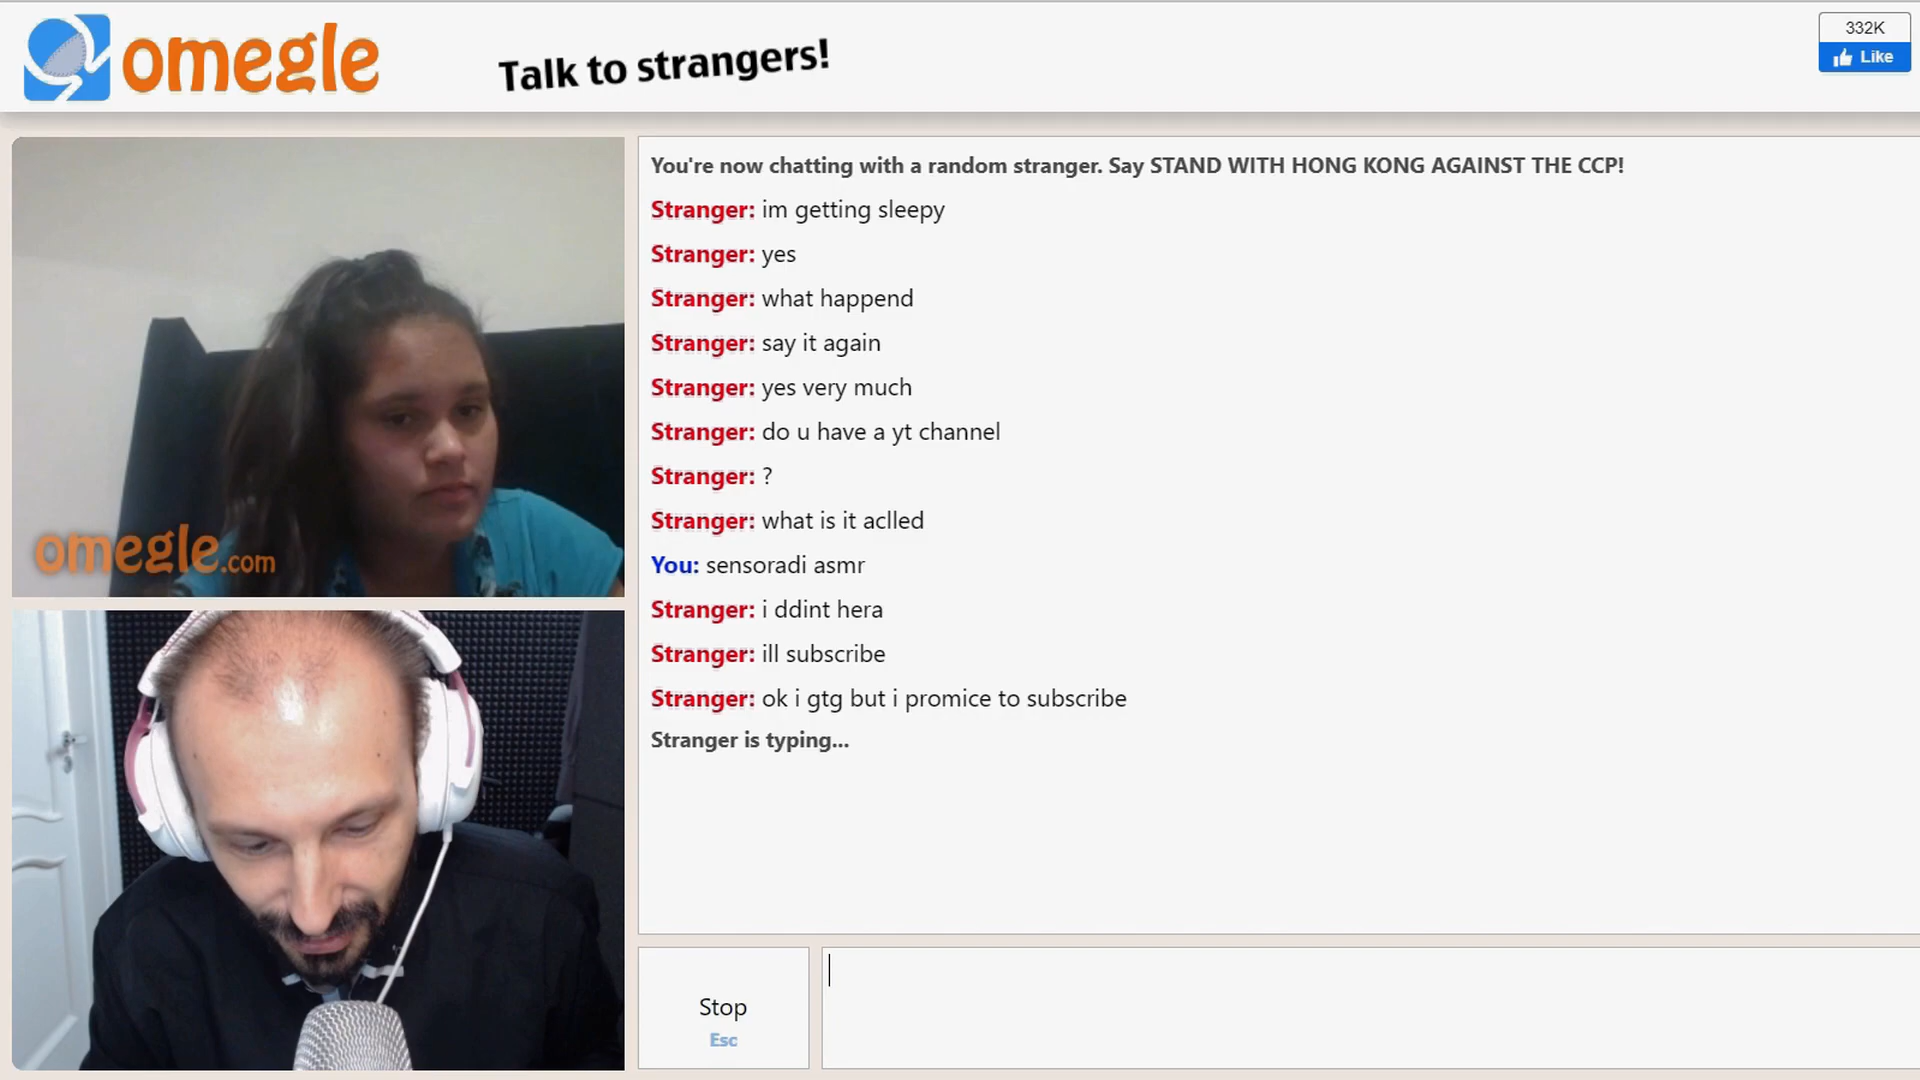 omegle
Talk to strangers!
332K
Like
You're now chatting with a random stranger. Say STAND WITH HONG KONG AGAINST THE CCP!
Stranger: im getting sleepy
Stranger: yes
Stranger: what happend
Stranger: say it again
Stranger: yes very much
Stranger: do u have a yt channel
Stranger: ?
Stranger: what is it aclled
You: sensoradi asmr
Stranger: i ddint hera
Stranger: ill subscribe
Stranger: ok i gtg but i promice to subscribe
Stranger is typing...
omegle.com
Stop
Esc